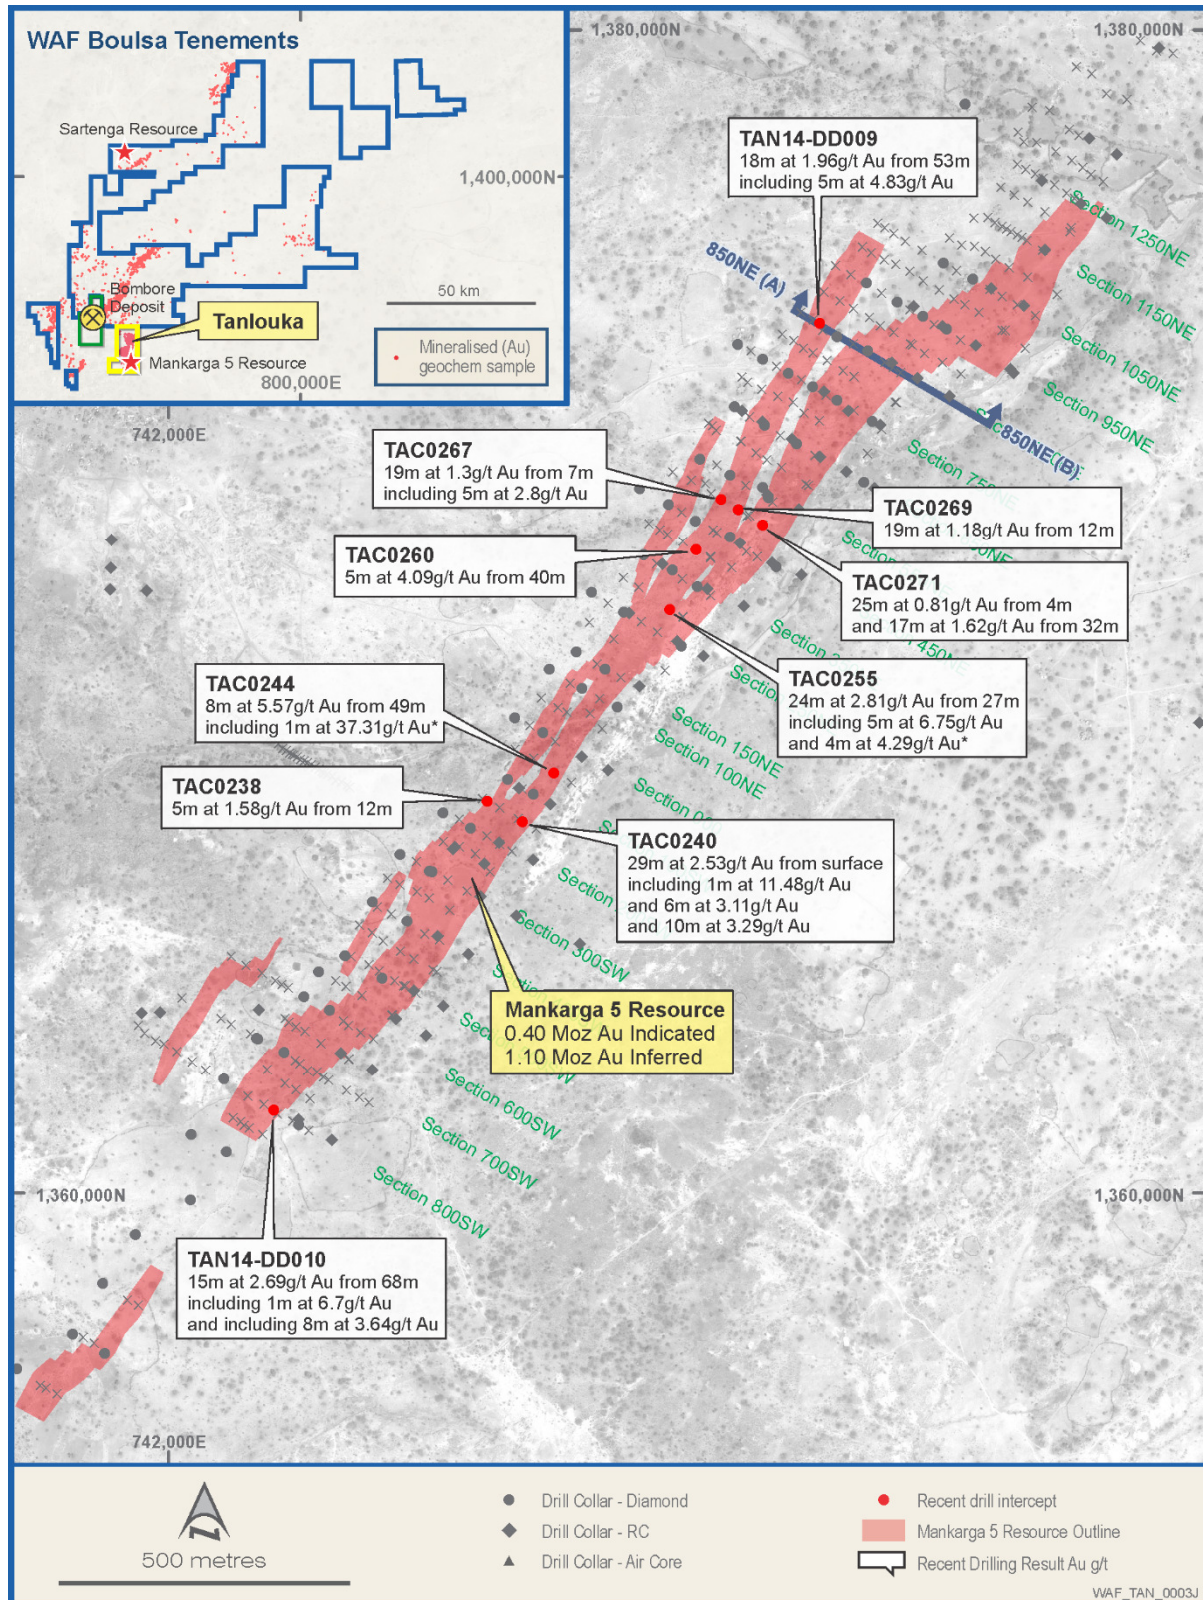 WAF Boulsa Tenements
Sartenga Resource
1,400,000N
Bombore
Deposit
Tanlouka
Mankarga 5 Resource
800,000E
50 km
Mineralised (Au)
geochem sample
1,380,000N
1,380,000N
742,000E
TAN14-DD009
18m at 1.96g/t Au from 53m
including 5m at 4.83g/t Au
850NE (A)
850NE (B)
Section 1250NE
Section 1150NE
Section 1050NE
Section 950NE
TAC0267
19m at 1.3g/t Au from 7m
including 5m at 2.8g/t Au
TAC0269
19m at 1.18g/t Au from 12m
TAC0260
5m at 4.09g/t Au from 40m
TAC0271
25m at 0.81g/t Au from 4m
and 17m at 1.62g/t Au from 32m
450NE
Section
Section
TAC0255
24m at 2.81g/t Au from 27m
including 5m at 6.75g/t Au
and 4m at 4.29g/t Au*
TAC0244
8m at 5.57g/t Au from 49m
including 1m at 37.31g/t Au*
Section 150NE
Section 100NE
Section
TAC0238
5m at 1.58g/t Au from 12m
TAC0240
29m at 2.53g/t Au from surface
including 1m at 11.48g/t Au
and 6m at 3.11g/t Au
and 10m at 3.29g/t Au
Section
Section 300SW
Mankarga 5 Resource
0.40 Moz Au Indicated
1.10 Moz Au Inferred
Section 600SW
Section 700SW
Section 800SW
1,360,000N
1,360,000N
TAN14-DD010
15m at 2.69g/t Au from 68m
including 1m at 6.7g/t Au
and including 8m at 3.64g/t Au
742,000E
N
500 metres
Drill Collar - Diamond
Drill Collar - RC
Drill Collar - Air Core
Recent drill intercept
Mankarga 5 Resource Outline
Recent Drilling Result Au g/t
WAF_TAN_0003J